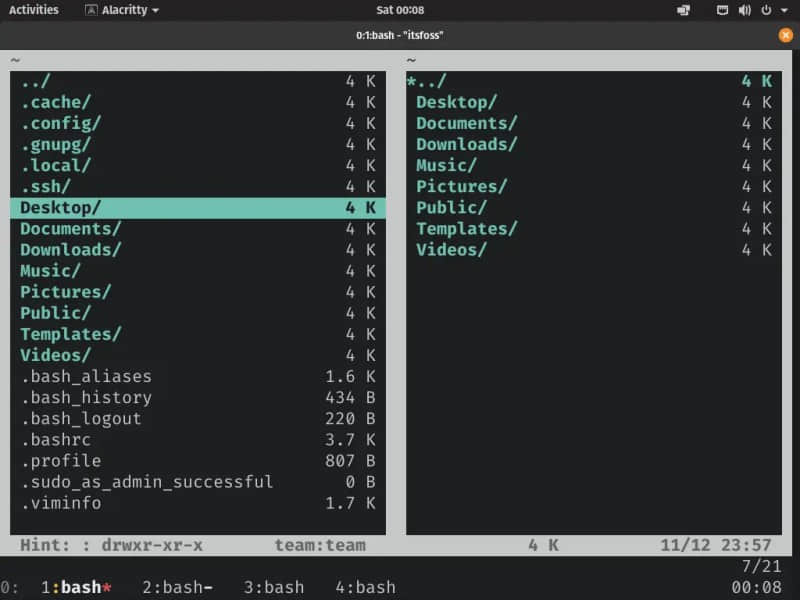 Activities Alacritty Sat 00:08
0:1:bash - "itsfoss"
~ ~
../ 4 K *../ 4 K
.cache/ 4 K Desktop/ 4 K
.config/ 4 K Documents/ 4 K
.gnupg/ 4 K Downloads/ 4 K
.local/ 4 K Music/ 4 K
.ssh/ 4 K Pictures/ 4 K
Desktop/ 4 K Public/ 4 K
Documents/ 4 K Templates/ 4 K
Downloads/ 4 K Videos/ 4 K
Music/ 4 K
Pictures/ 4 K
Public/ 4 K
Templates/ 4 K
Videos/ 4 K
.bash_aliases 1.6 K
.bash_history 434 B
.bash_logout 220 B
.bashrc 3.7 K
.profile 807 B
.sudo_as_admin_successful 0 B
.viminfo 1.7 K
Hint: : drwxr-xr-x team:team 4 K 11/12 23:57
7/21
0: 1:bash* 2:bash- 3:bash 4:bash 00:08